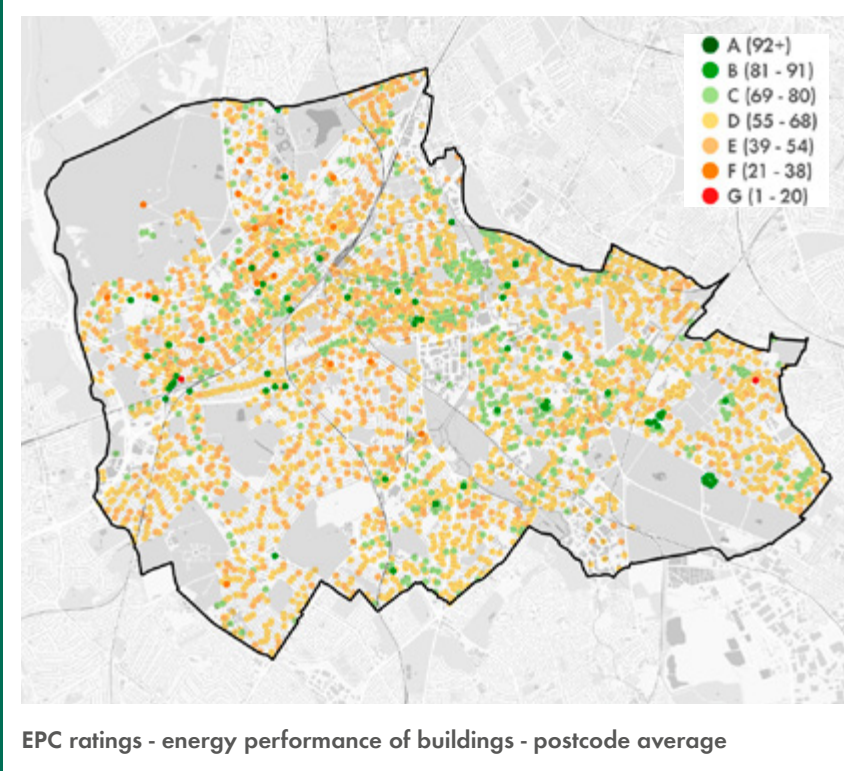 A (92+)
B (81 - 91)
C (69 - 80)
D (55 - 68)
E (39 - 54)
F (21 - 38)
G (1 - 20)
EPC ratings - energy performance of buildings - postcode average